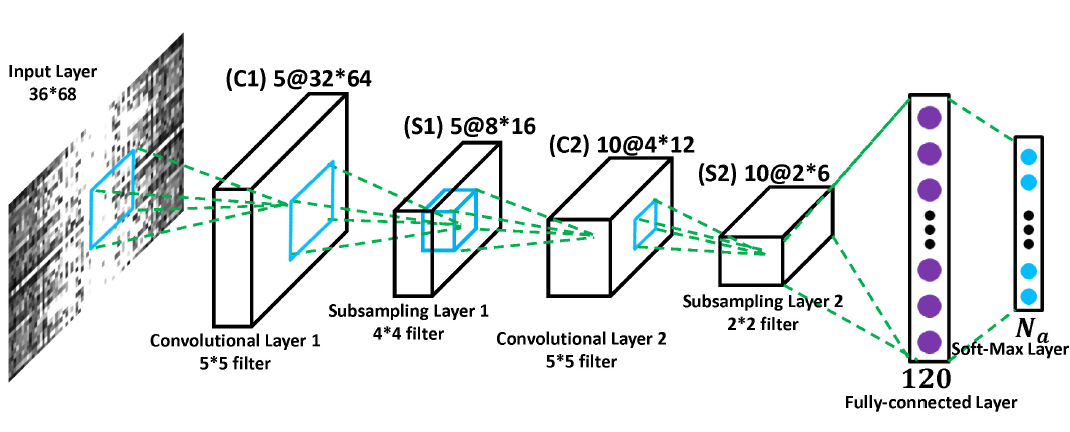 Input Layer
36*68
(C1) 5@32*64
Convolutional Layer 1
5*5 filter
(S1) 5@8*16
Subsampling Layer 1
4*4 filter
(C2) 10@4*12
Convolutional Layer 2
5*5 filter
(S2) 10@2*6
Subsampling Layer 2
2*2 filter
120
Fully-connected Layer
Nₐ
Soft-Max Layer